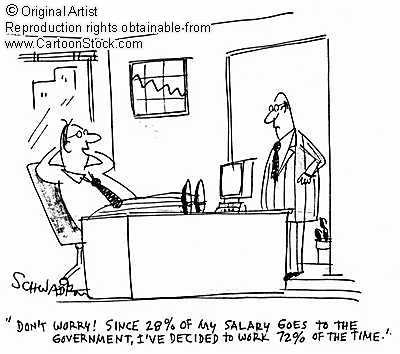 © Original Artist
Reproduction rights obtainable from
www.CartoonStock.com
SCHWADRON
"DON'T WORRY! SINCE 28% OF MY SALARY GOES TO THE
GOVERNMENT, I'VE DECIDED TO WORK 72% OF THE TIME."